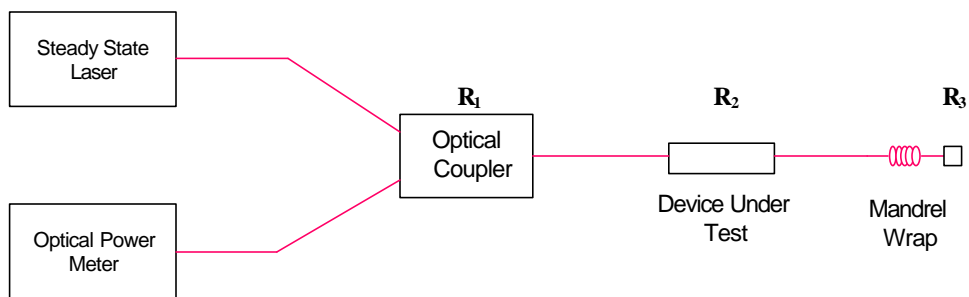 Steady State
Laser
R₁
R₂
R₃
Optical
Coupler
Device Under
Test
Mandrel
Wrap
Optical Power
Meter